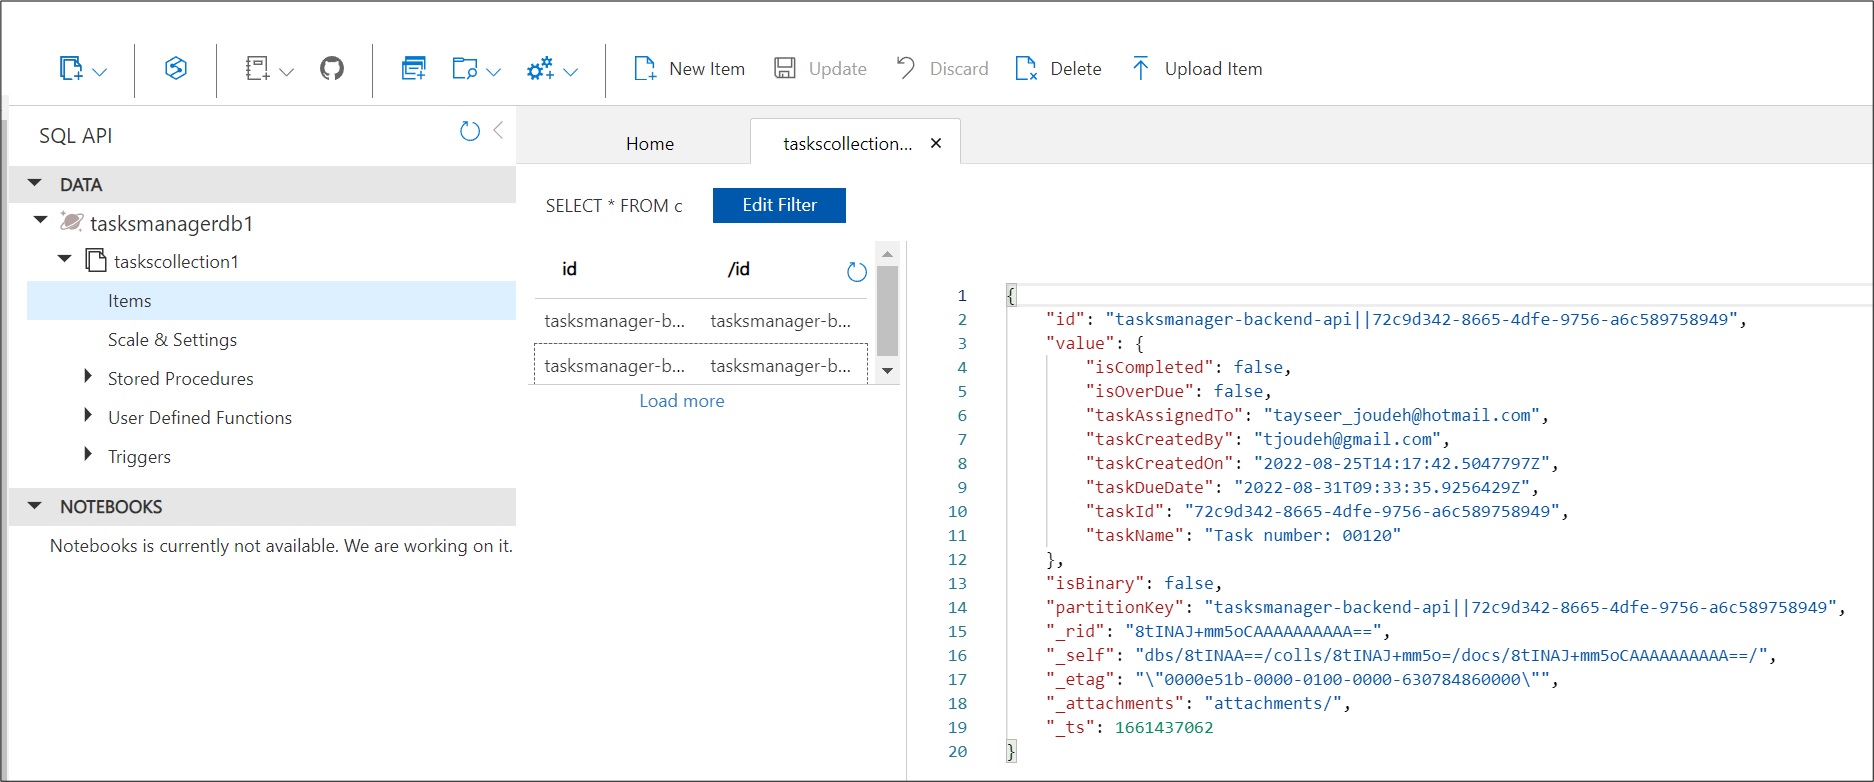 New Item
Update
Discard
Delete
Upload Item
SQL API
DATA
tasksmanagerdb1
taskscollection1
Items
Scale & Settings
Stored Procedures
User Defined Functions
Triggers
NOTEBOOKS
Notebooks is currently not available. We are working on it.
Home
taskscollection...
SELECT * FROM c
Edit Filter
id /id
tasksmanager-b... tasksmanager-b...
tasksmanager-b... tasksmanager-b...
Load more
1 {
2 "id": "tasksmanager-backend-api||72c9d342-8665-4dfe-9756-a6c589758949",
3 "value": {
4 "isCompleted": false,
5 "isOverDue": false,
6 "taskAssignedTo": "tayseer_joudeh@hotmail.com",
7 "taskCreatedBy": "tjoudeh@gmail.com",
8 "taskCreatedOn": "2022-08-25T14:17:42.5047797Z",
9 "taskDueDate": "2022-08-31T09:33:35.9256429Z",
10 "taskId": "72c9d342-8665-4dfe-9756-a6c589758949",
11 "taskName": "Task number: 00120"
12 },
13 "isBinary": false,
14 "partitionKey": "tasksmanager-backend-api||72c9d342-8665-4dfe-9756-a6c589758949",
15 "_rid": "8tINAJ+mm5oCAAAAAAAAAA==",
16 "_self": "dbs/8tINAA==/colls/8tINAJ+mm5o=/docs/8tINAJ+mm5oCAAAAAAAAAA==/",
17 "_etag": "\"0000e51b-0000-0100-0000-630784860000\"",
18 "_attachments": "attachments/",
19 "_ts": 1661437062
20 }